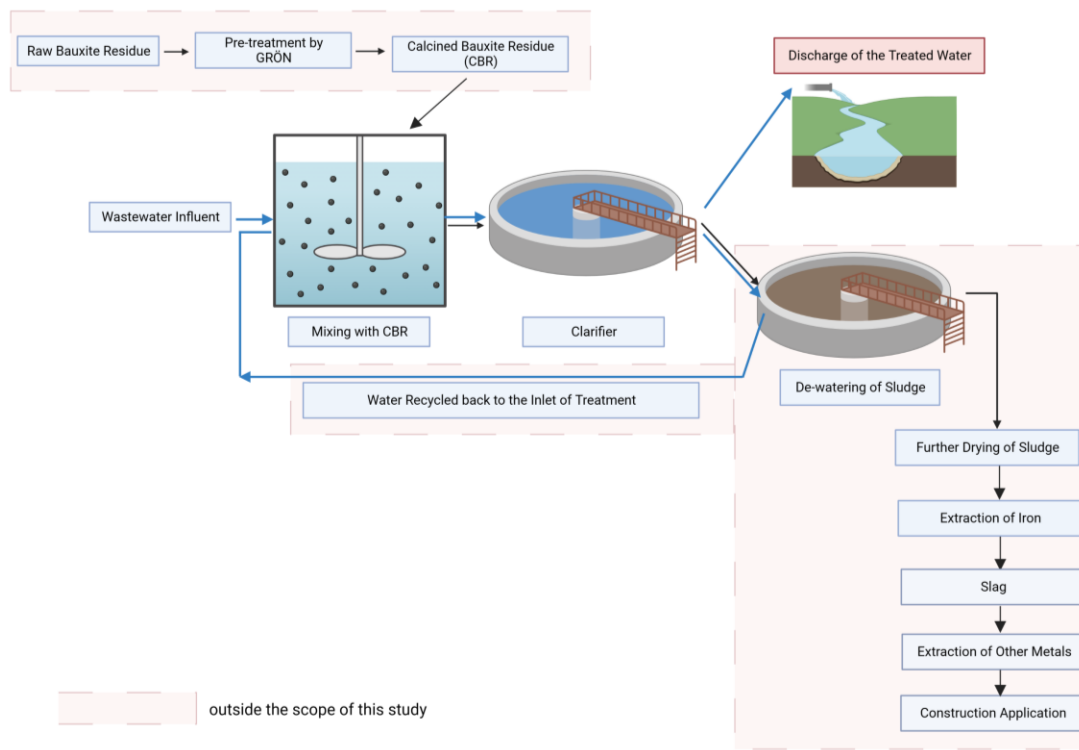 Raw Bauxite Residue
Pre-treatment by
GRÖN
Calcined Bauxite Residue
(CBR)
Discharge of the Treated Water
Wastewater Influent
Mixing with CBR
Clarifier
De-watering of Sludge
Water Recycled back to the Inlet of Treatment
Further Drying of Sludge
Extraction of Iron
Slag
Extraction of Other Metals
Construction Application
outside the scope of this study